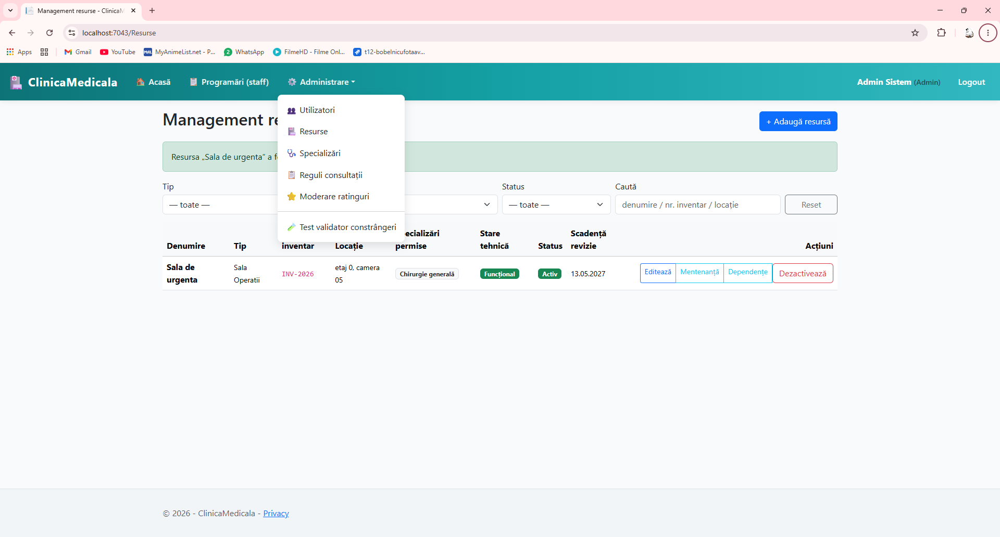 Management resurse - ClinicaM
localhost:7043/Resurse
Apps
Gmail
YouTube
MyAnimeList.net - P...
WhatsApp
FilmeHD - Filme Onl...
t12-bobelnicufotaav...
ClinicaMedicala
Acasă
Programări (staff)
Administrare
Admin Sistem (Admin)
Logout
Utilizatori
Resurse
Specializări
Reguli consultații
Moderare ratinguri
Test validator constrângeri
Management re
+ Adaugă resursă
Resursa „Sala de urgenta” a f
Tip
Status
Caută
— toate —
— toate —
denumire / nr. inventar / locație
Reset
Denumire
Tip
inventar
Locație
ecializări
permise
Stare
tehnică
Status
Scadență
revizie
Acțiuni
Sala de
urgenta
Sala
Operatii
INV-2026
etaj 0, camera
05
Chirurgie generală
Funcțional
Activ
13.05.2027
Editează
Mentenanță
Dependențe
Dezactivează
© 2026 - ClinicaMedicala - Privacy